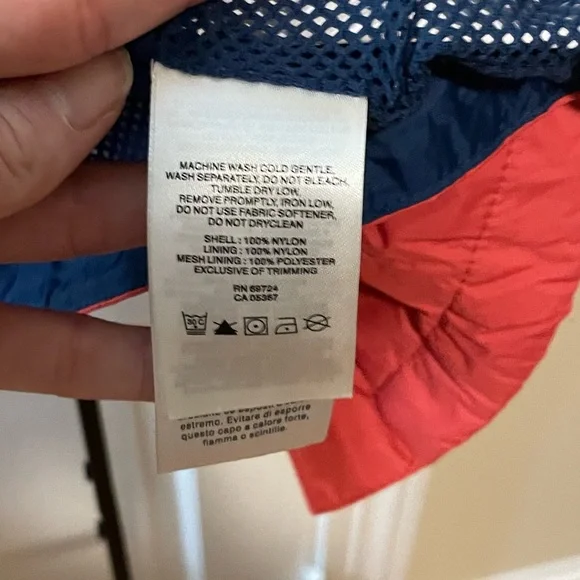 MACHINE WASH COLD GENTLE,
WASH SEPARATELY, DO NOT BLEACH,
TUMBLE DRY LOW,
REMOVE PROMPTLY, IRON LOW,
DO NOT USE FABRIC SOFTENER,
DO NOT DRYCLEAN
SHELL : 100% NYLON
LINING : 100% NYLON
MESH LINING : 100% POLYESTER
EXCLUSIVE OF TRIMMING
RN 69724
CA 05357
30 C
estremo. Evitare di esporre
questo capo a calore forte,
fiamma o scintille.